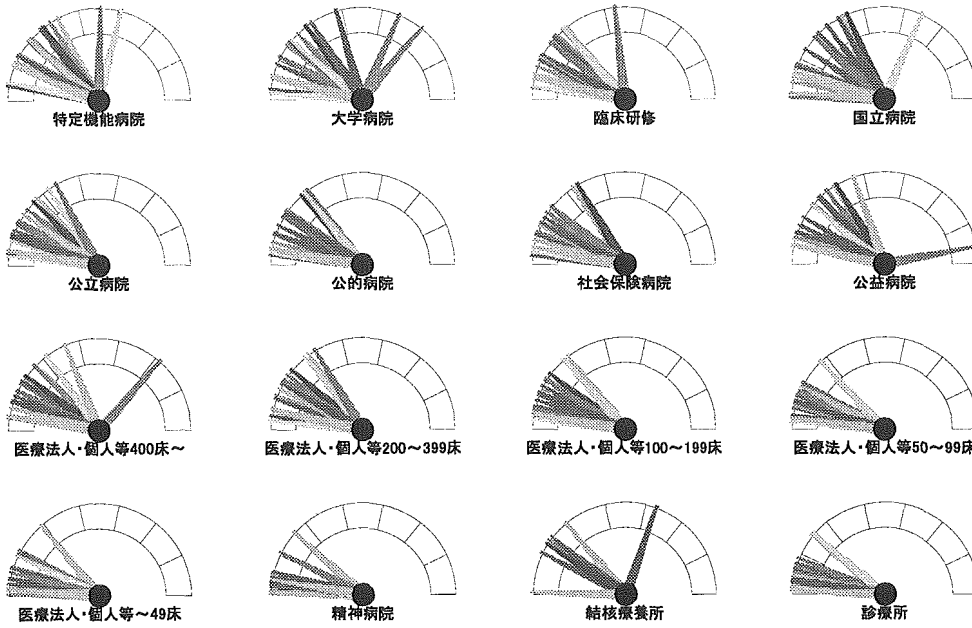 特定機能病院
大学病院
臨床研修
国立病院
公立病院
公的病院
社会保険病院
公益病院
医療法人・個人等400床～
医療法人・個人等200～399床
医療法人・個人等100～199床
医療法人・個人等50～99床
医療法人・個人等～49床
精神病院
結核療養所
診療所